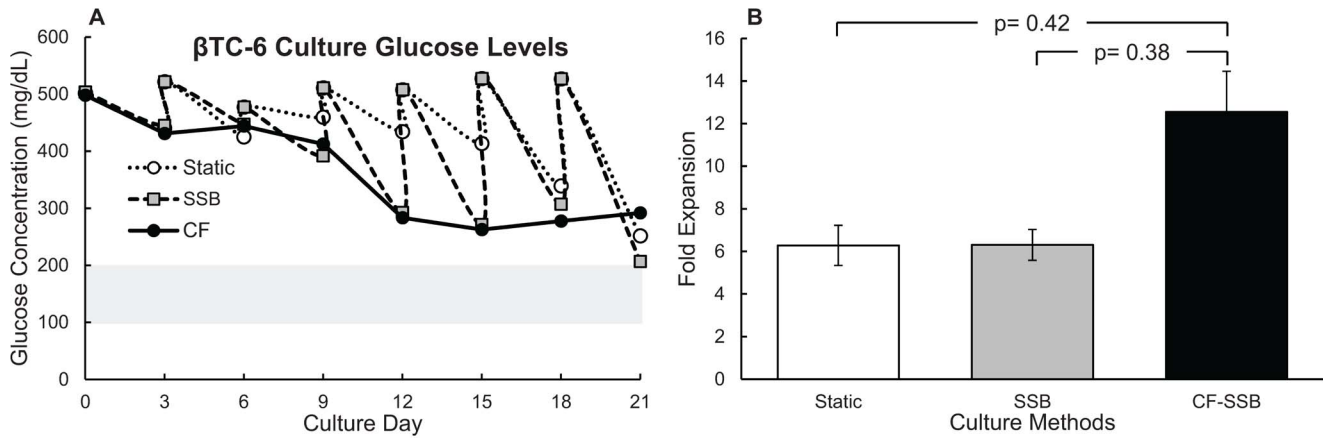 A
βTC-6 Culture Glucose Levels
Glucose Concentration (mg/dL)
600
500
400
300
200
100
0
Static
SSB
CF
0 3 6 9 12 15 18 21
Culture Day
B
p= 0.42
p= 0.38
Fold Expansion
16
14
12
10
8
6
4
2
0
Static SSB CF-SSB
Culture Methods